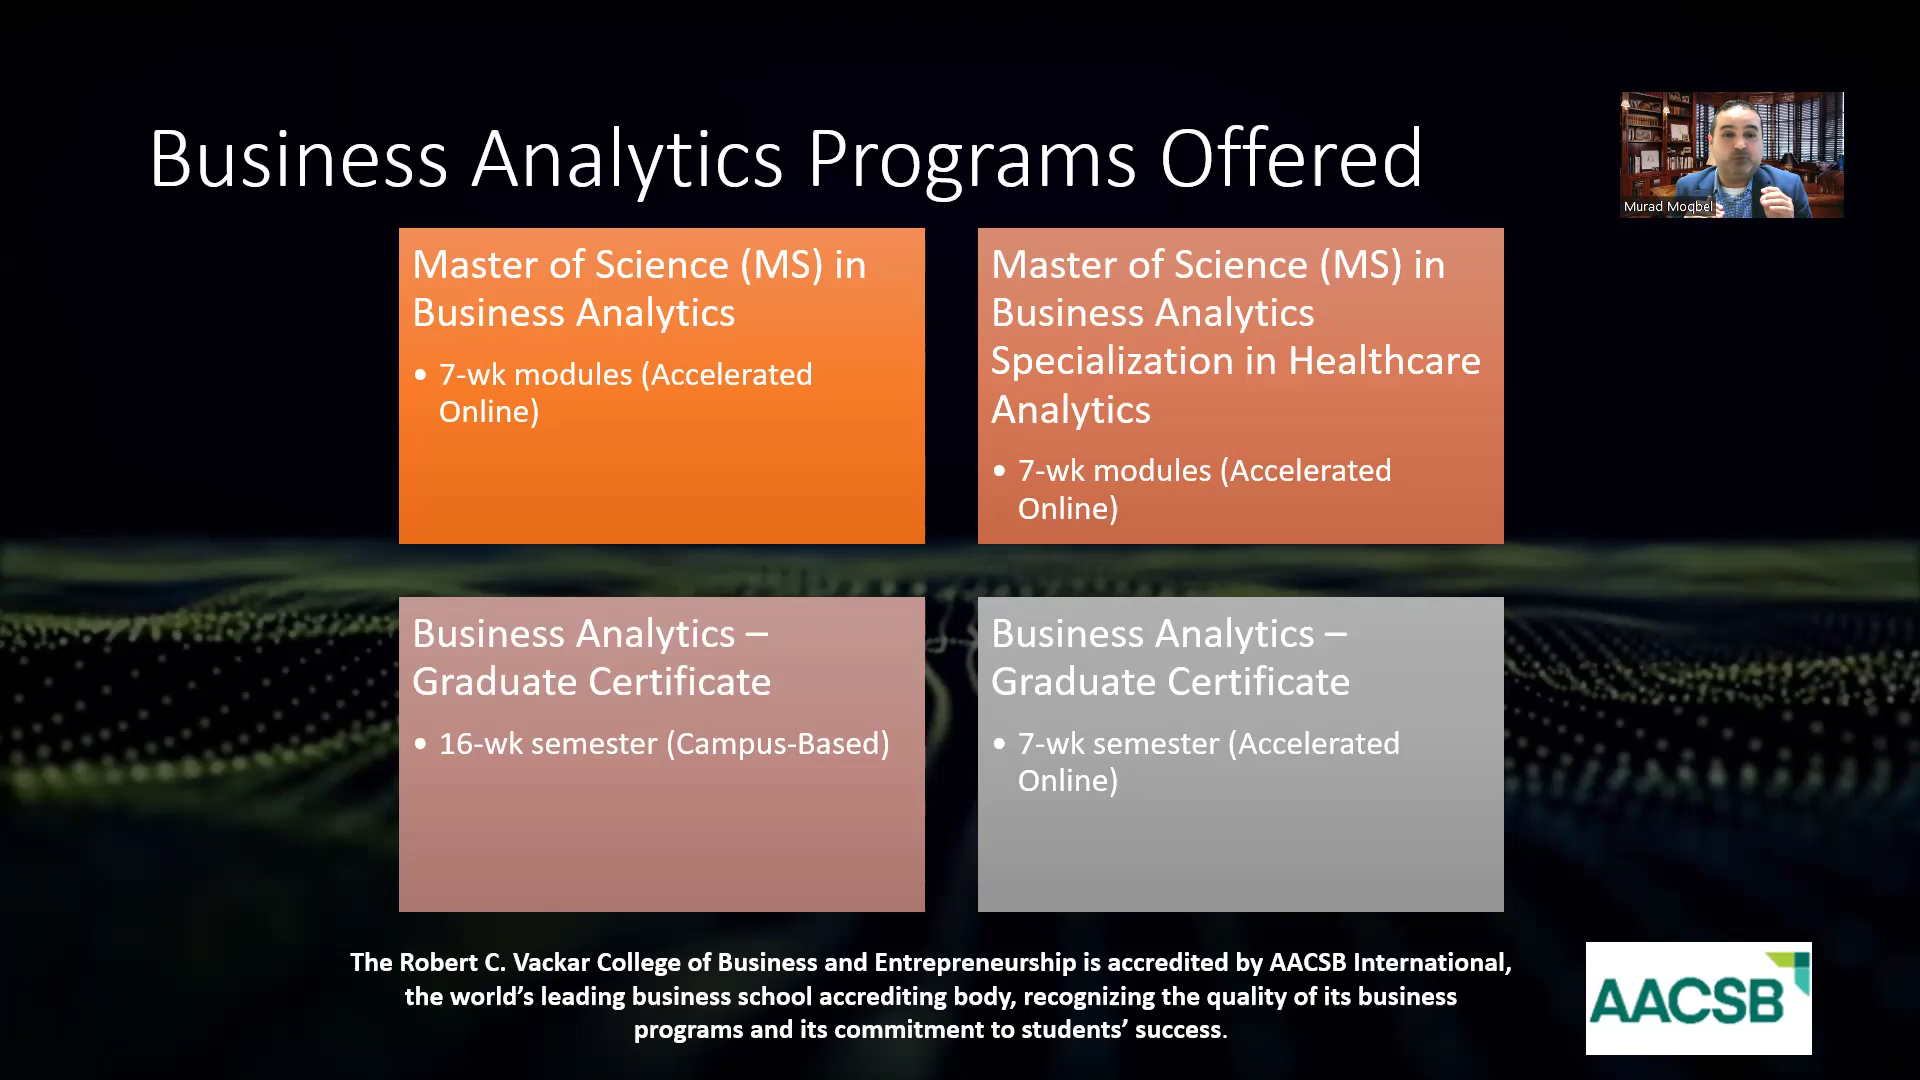 Business Analytics Programs Offered
Murad Moqbel
Master of Science (MS) in
Business Analytics
• 7-wk modules (Accelerated
Online)
Master of Science (MS) in
Business Analytics
Specialization in Healthcare
Analytics
• 7-wk modules (Accelerated
Online)
Business Analytics –
Graduate Certificate
• 16-wk semester (Campus-Based)
Business Analytics –
Graduate Certificate
• 7-wk semester (Accelerated
Online)
The Robert C. Vackar College of Business and Entrepreneurship is accredited by AACSB International,
the world’s leading business school accrediting body, recognizing the quality of its business
programs and its commitment to students’ success.
AACSB